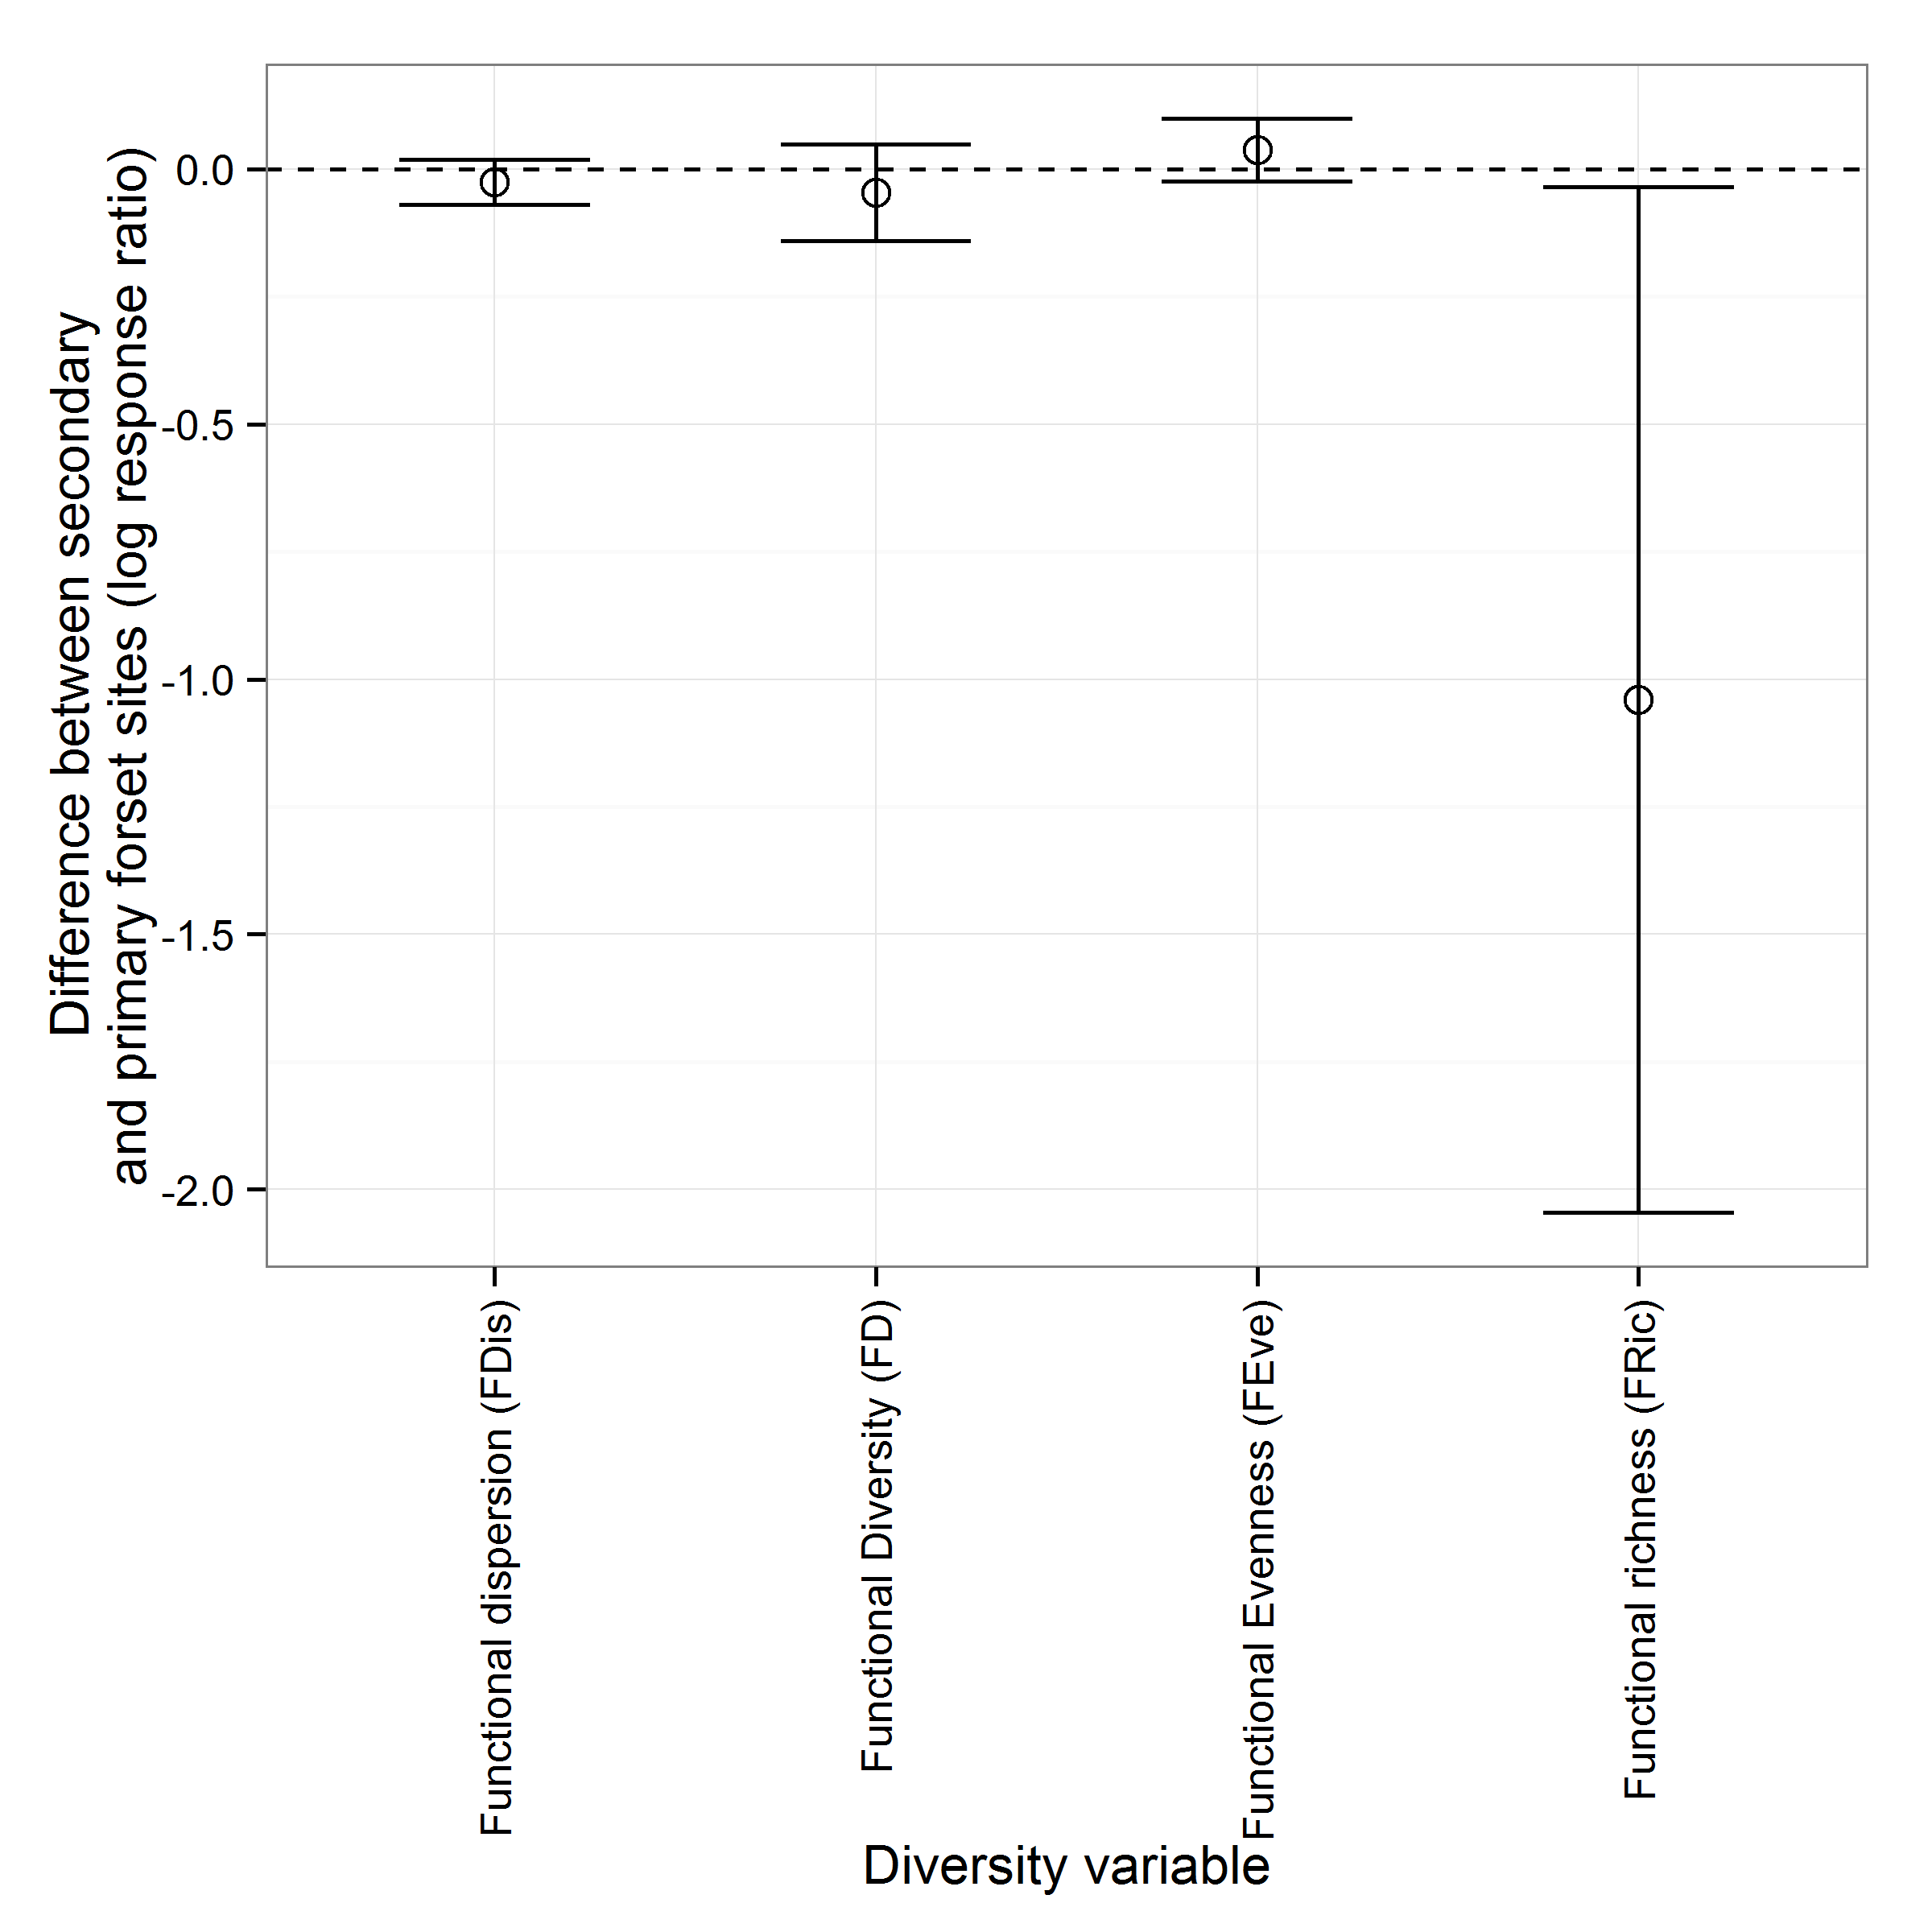 Difference between secondary
and primary forset sites (log response ratio)
0.0
-0.5
-1.0
-1.5
-2.0
Functional dispersion (FDis)
Functional Diversity (FD)
Functional Evenness (FEve)
Functional richness (FRic)
Diversity variable